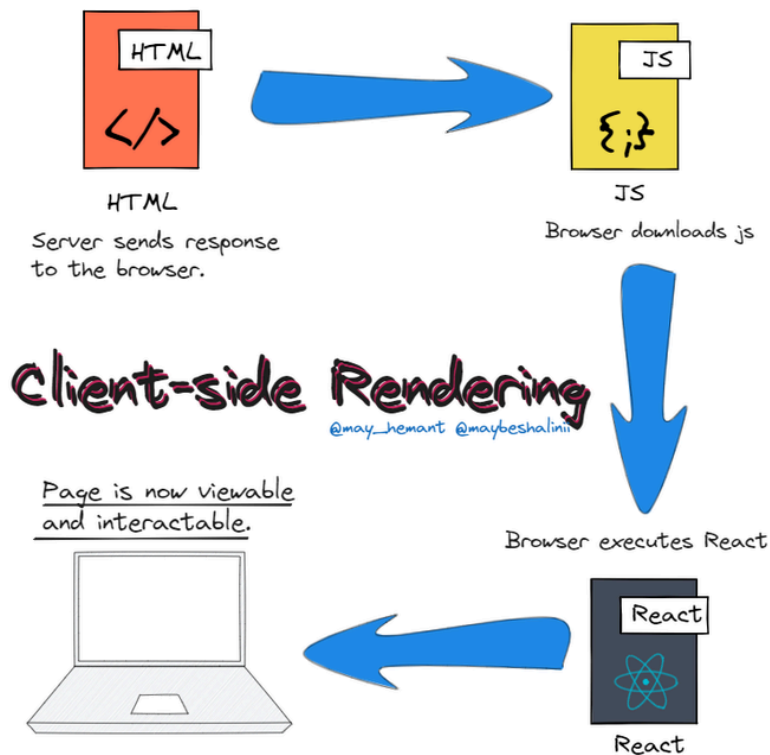 HTML
</>
HTML
Server sends response
to the browser.
JS
{;}
JS
Browser downloads js
Client-side Rendering
@may_hemant @maybeshalinii
Page is now viewable
and interactable.
Browser executes React
React
React